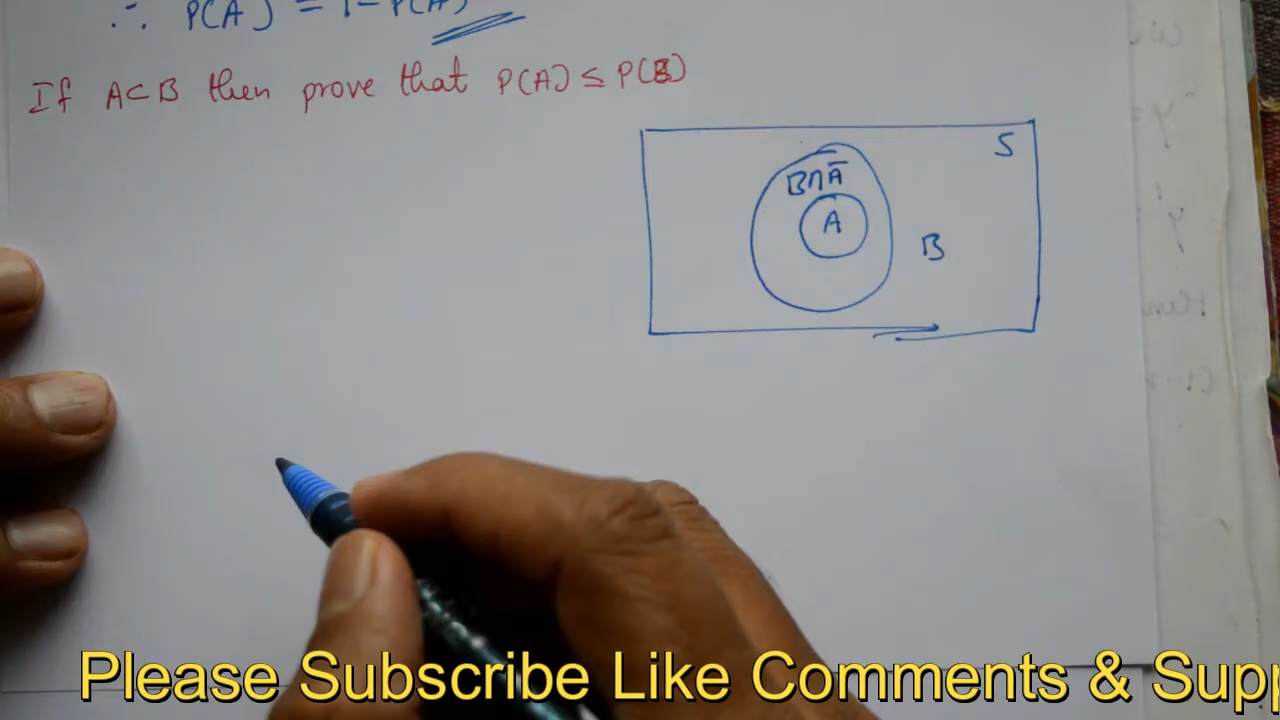 ∴ P(A) = 1 - P(A)
If A⊂B then prove that P(A) ≤ P(B)
S
B∩Ā
A
B
Please Subscribe Like Comments & Supp